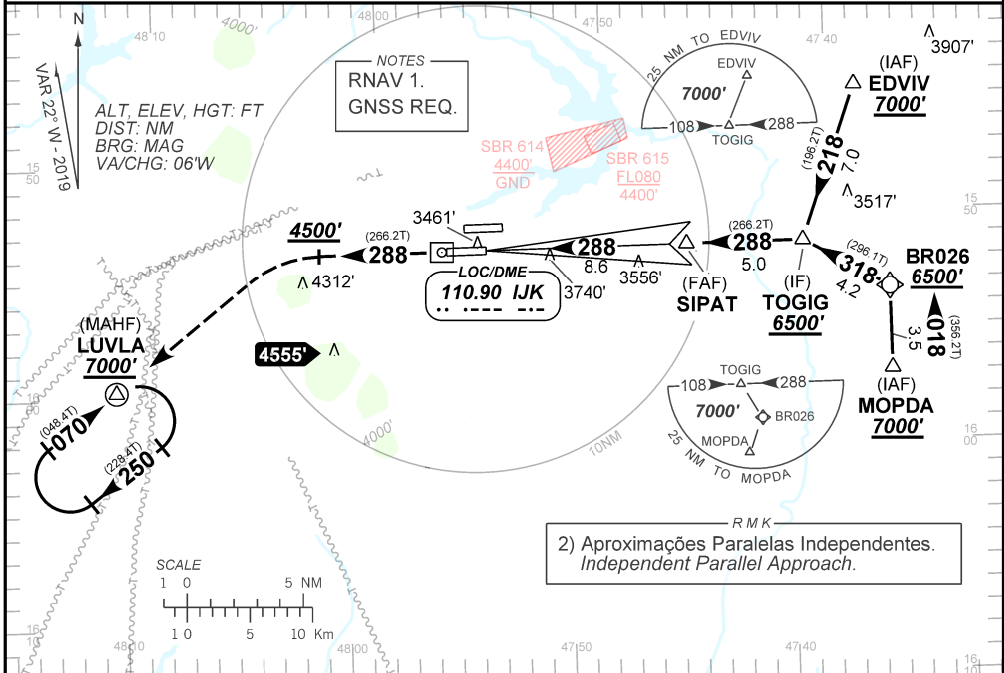 4000'
48 10
48 00
47 50
47 40
N
VAR 22° W - 2019
ALT, ELEV, HGT: FT
DIST: NM
BRG: MAG
VA/CHG: 06'W
NOTES
RNAV 1.
GNSS REQ.
25 NM TO EDVIV
EDVIV
7000'
108
288
TOGIG
3907'
(IAF)
EDVIV
7000'
(196.2T)
218
7.0
3517'
SBR 614
4400'
GND
SBR 615
FL080
4400'
15
50
15
50
3461'
4500'
(266.2T)
288
288
8.6
(266.2T)
288
5.0
(296.1T)
318
4.2
BR026
6500'
4312'
LOC/DME
110.90 IJK
3740'
3556'
(FAF)
SIPAT
(IF)
TOGIG
6500'
018
(356.2T)
3.5
(MAHF)
LUVLA
7000'
4555'
(IAF)
MOPDA
7000'
TOGIG
108
288
7000'
BR026
MOPDA
25 NM TO MOPDA
(048.4T)
070
(228.4T)
250
4000'
10NM
16
00
RMK
2) Aproximações Paralelas Independentes.
Independent Parallel Approach.
SCALE
1 0 5 NM
1 0 5 10 Km
16
48 10
48 00
47 50
47 40
16
10